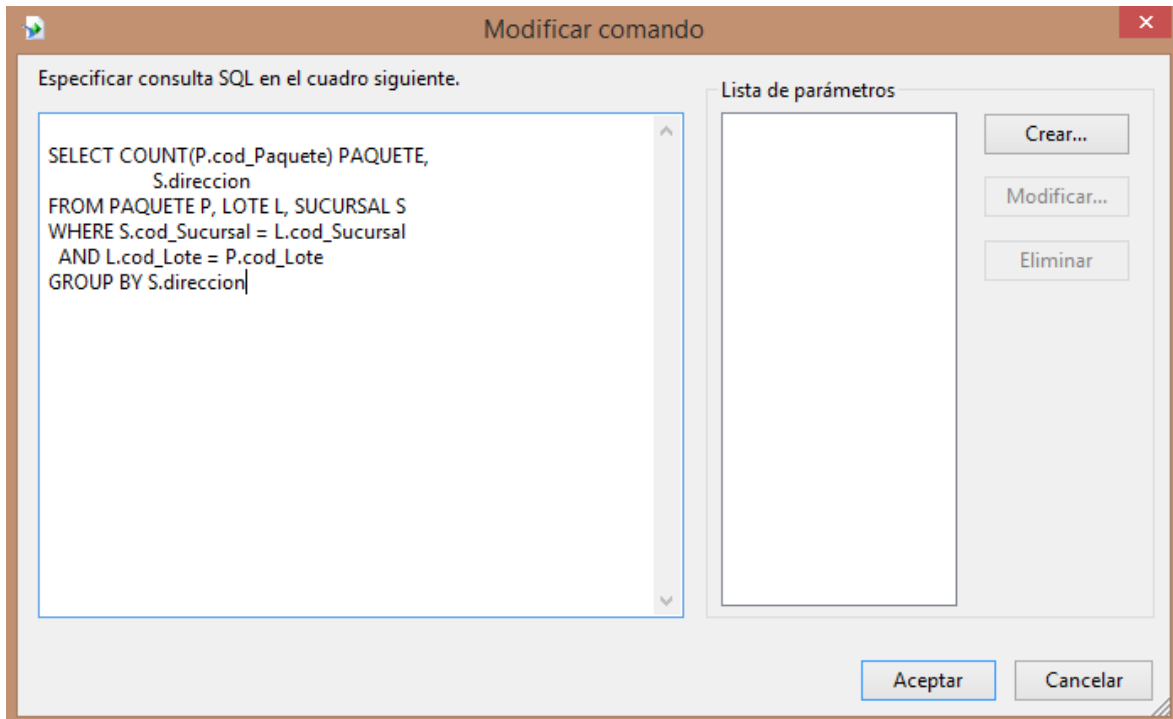 Modificar comando
Especificar consulta SQL en el cuadro siguiente.
SELECT COUNT(P.cod_Paquete) PAQUETE,
S.direccion
FROM PAQUETE P, LOTE L, SUCURSAL S
WHERE S.cod_Sucursal = L.cod_Sucursal
AND L.cod_Lote = P.cod_Lote
GROUP BY S.direccion
Lista de parámetros
Crear...
Modificar...
Eliminar
Aceptar
Cancelar